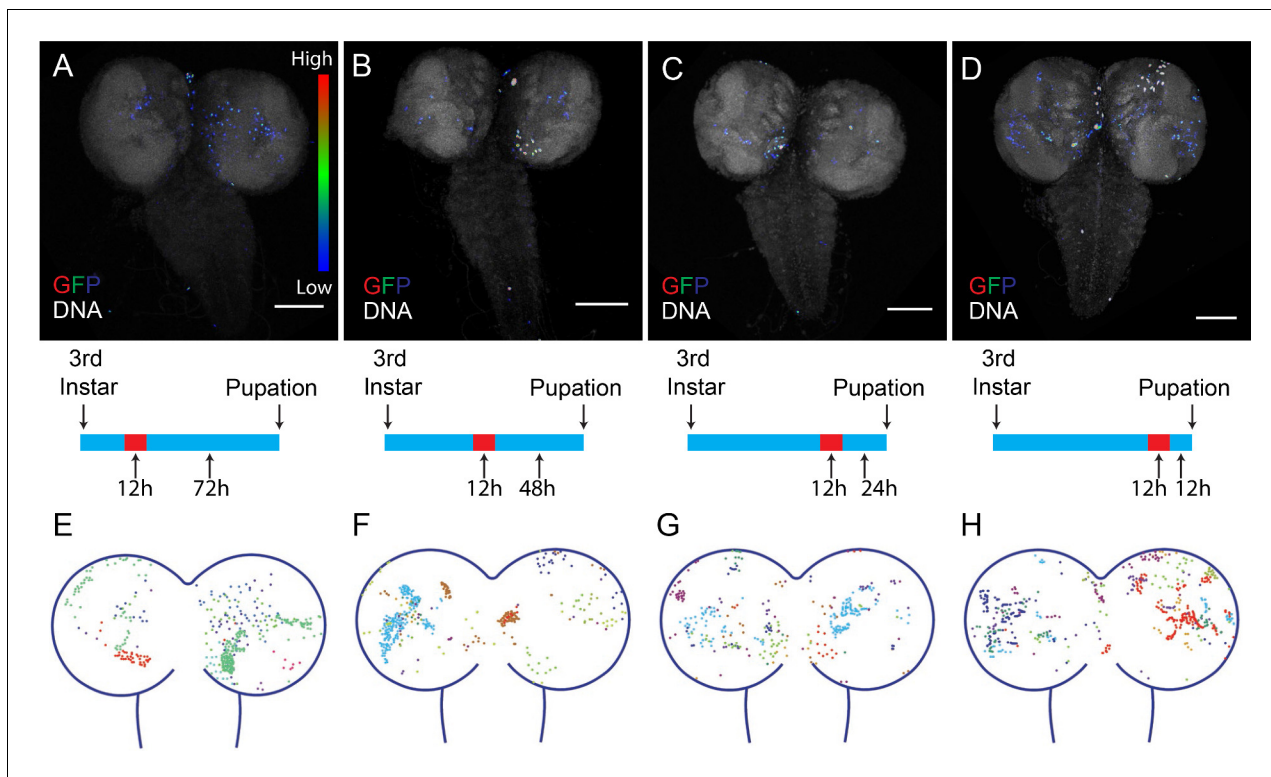 A
High
Low
GFP
DNA
B
GFP
DNA
C
GFP
DNA
D
GFP
DNA
3rd
Instar
Pupation
12h
72h
3rd
Instar
Pupation
12h
48h
3rd
Instar
Pupation
12h
24h
3rd
Instar
Pupation
12h
12h
E
F
G
H